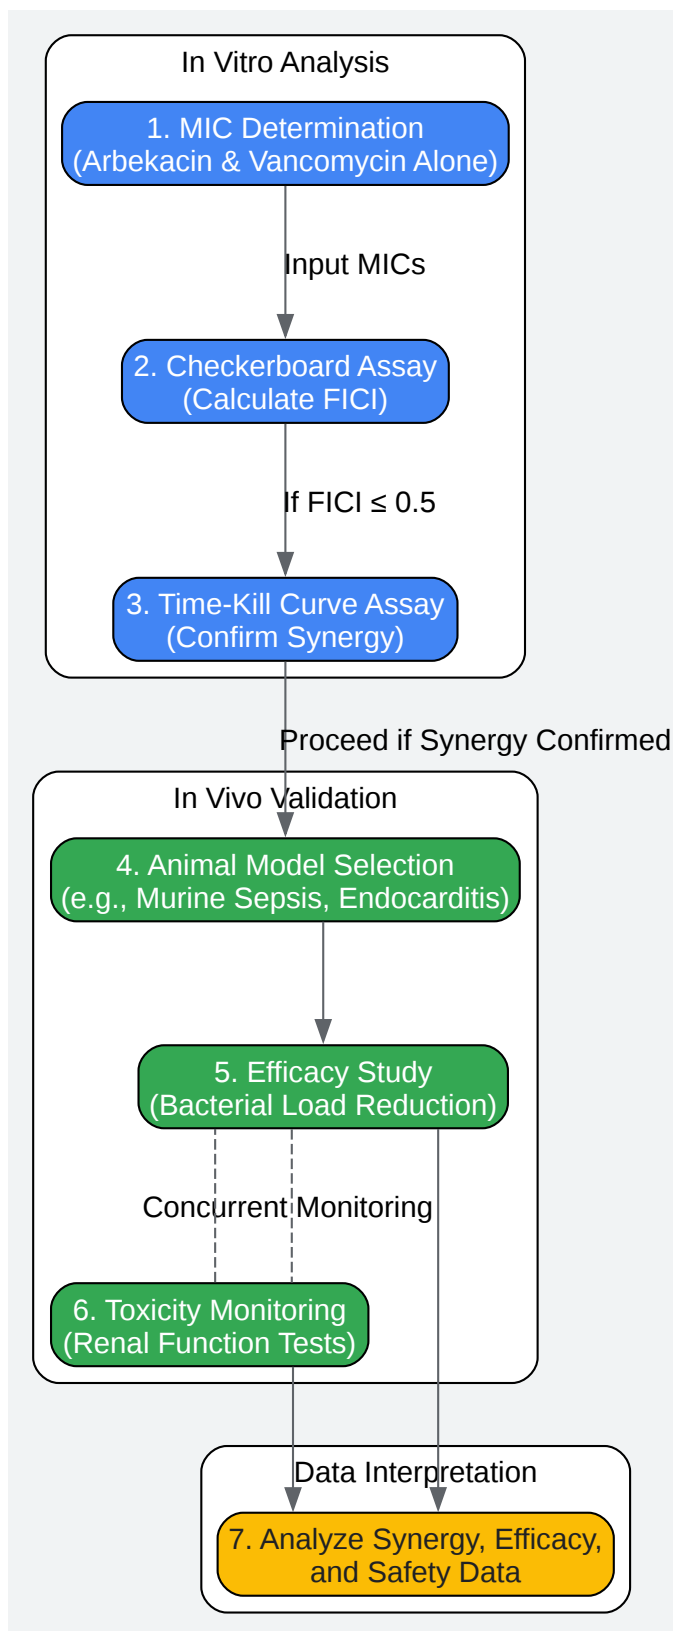 In Vitro Analysis
1. MIC Determination
(Arbekacin & Vancomycin Alone)
Input MICs
2. Checkerboard Assay
(Calculate FICI)
If FICI ≤ 0.5
3. Time-Kill Curve Assay
(Confirm Synergy)
Proceed if Synergy Confirmed
In Vivo Validation
4. Animal Model Selection
(e.g., Murine Sepsis, Endocarditis)
5. Efficacy Study
(Bacterial Load Reduction)
Concurrent Monitoring
6. Toxicity Monitoring
(Renal Function Tests)
Data Interpretation
7. Analyze Synergy, Efficacy,
and Safety Data